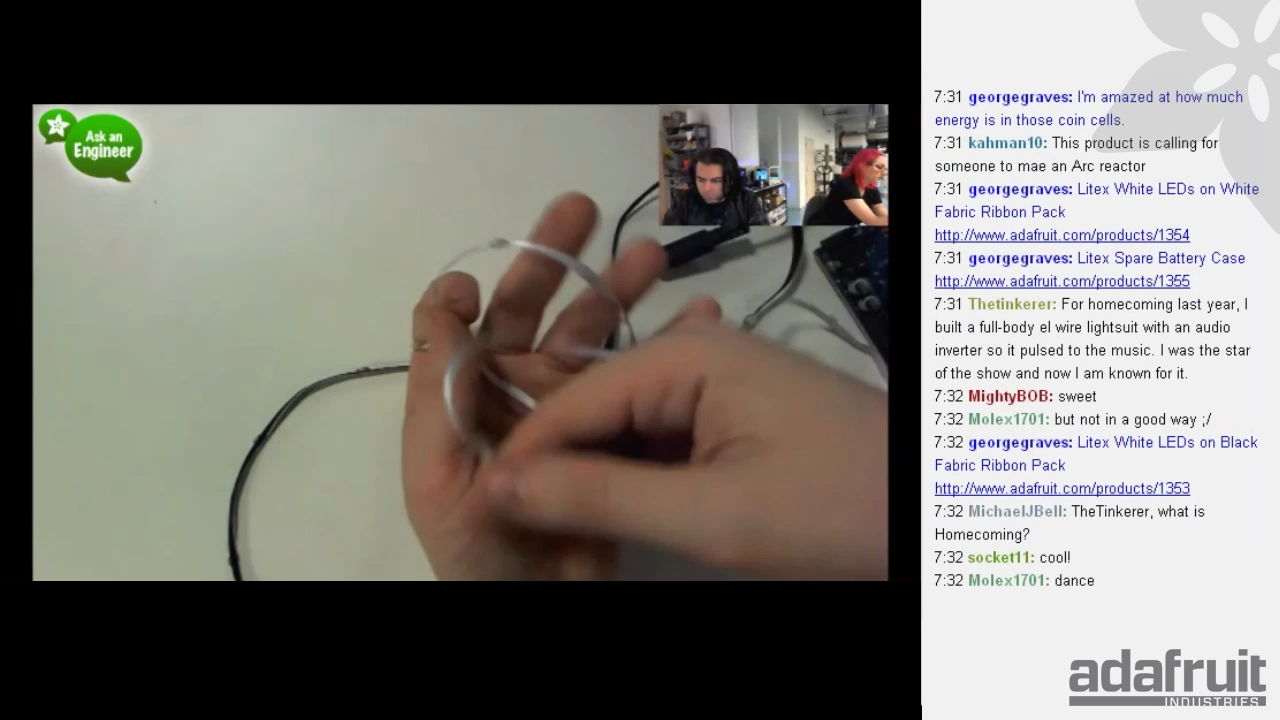 Ask an
Engineer
7:31 georgegraves: I'm amazed at how much
energy is in those coin cells.
7:31 kahman10: This product is calling for
someone to mae an Arc reactor
7:31 georgegraves: Litex White LEDs on White
Fabric Ribbon Pack
http://www.adafruit.com/products/1354
7:31 georgegraves: Litex Spare Battery Case
http://www.adafruit.com/products/1355
7:31 Thetinkerer: For homecoming last year, I
built a full-body el wire lightsuit with an audio
inverter so it pulsed to the music. I was the star
of the show and now I am known for it.
7:32 MightyBOB: sweet
7:32 Molex1701: but not in a good way ;/
7:32 georgegraves: Litex White LEDs on Black
Fabric Ribbon Pack
http://www.adafruit.com/products/1353
7:32 MichaelJBell: TheTinkerer, what is
Homecoming?
7:32 socket11: cool!
7:32 Molex1701: dance
adafruit
INDUSTRIES